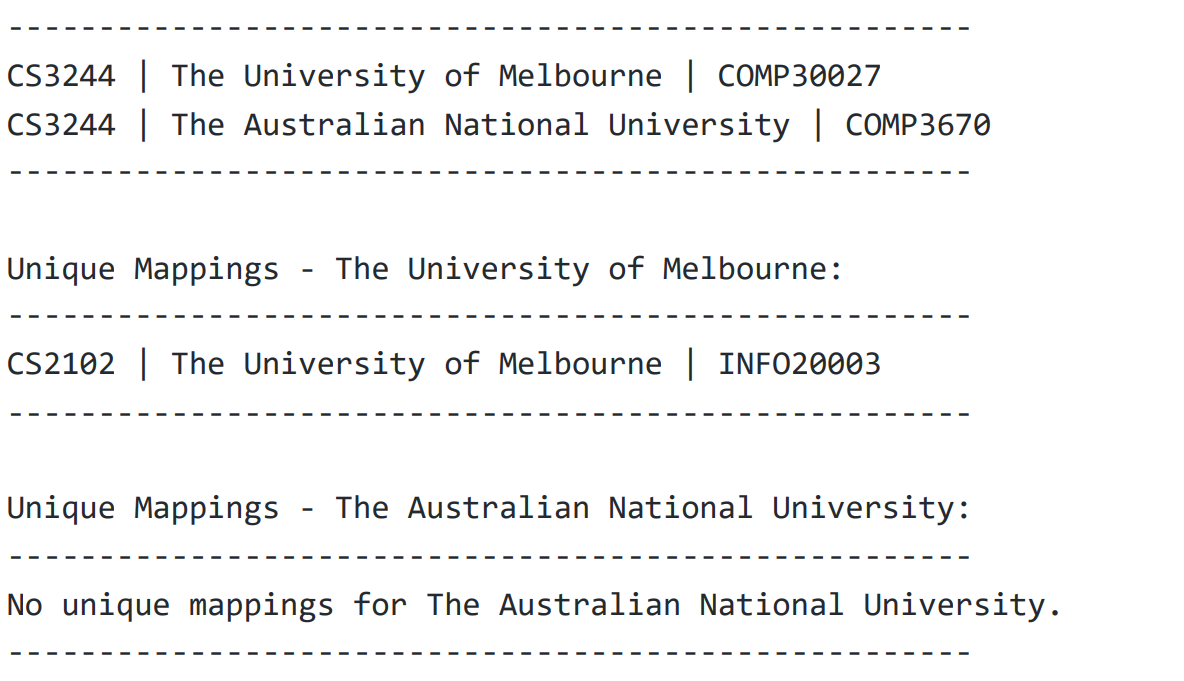 -----------------------------------------------------
CS3244 | The University of Melbourne | COMP30027
CS3244 | The Australian National University | COMP3670
-----------------------------------------------------
Unique Mappings - The University of Melbourne:
-----------------------------------------------------
CS2102 | The University of Melbourne | INFO20003
-----------------------------------------------------
Unique Mappings - The Australian National University:
-----------------------------------------------------
No unique mappings for The Australian National University.
-----------------------------------------------------